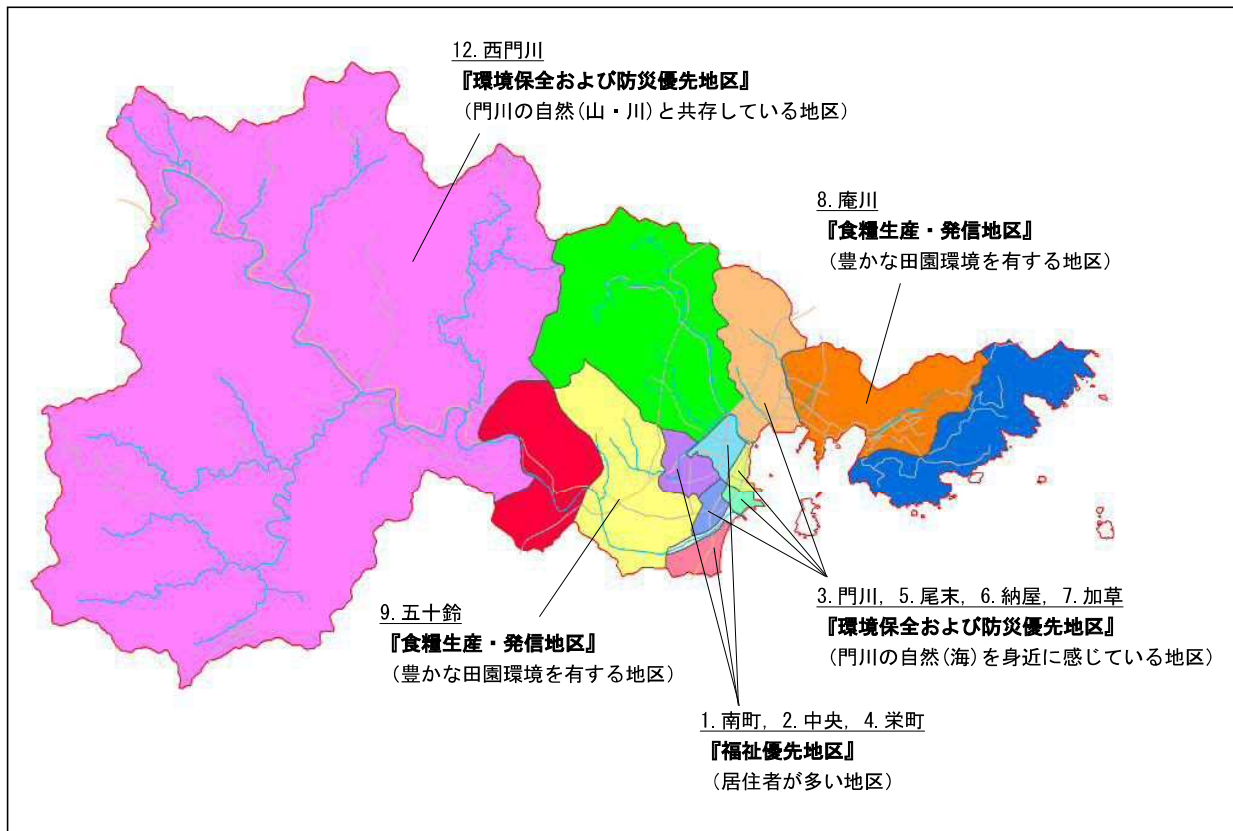 12.西門川
『環境保全および防災優先地区』
(門川の自然(山・川)と共存している地区)
8.庵川
『食糧生産・発信地区』
(豊かな田園環境を有する地区)
9.五十鈴
『食糧生産・発信地区』
(豊かな田園環境を有する地区)
3.門川, 5.尾末, 6.納屋, 7.加草
『環境保全および防災優先地区』
(門川の自然(海)を身近に感じている地区)
1.南町, 2.中央, 4.栄町
『福祉優先地区』
(居住者が多い地区)